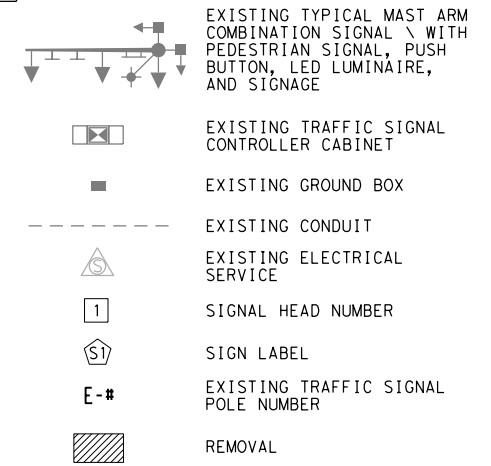 EXISTING TYPICAL MAST ARM
COMBINATION SIGNAL \ WITH
PEDESTRIAN SIGNAL, PUSH
BUTTON, LED LUMINAIRE,
AND SIGNAGE
EXISTING TRAFFIC SIGNAL
CONTROLLER CABINET
EXISTING GROUND BOX
EXISTING CONDUIT
S
EXISTING ELECTRICAL
SERVICE
1
SIGNAL HEAD NUMBER
S1
SIGN LABEL
E-#
EXISTING TRAFFIC SIGNAL
POLE NUMBER
REMOVAL